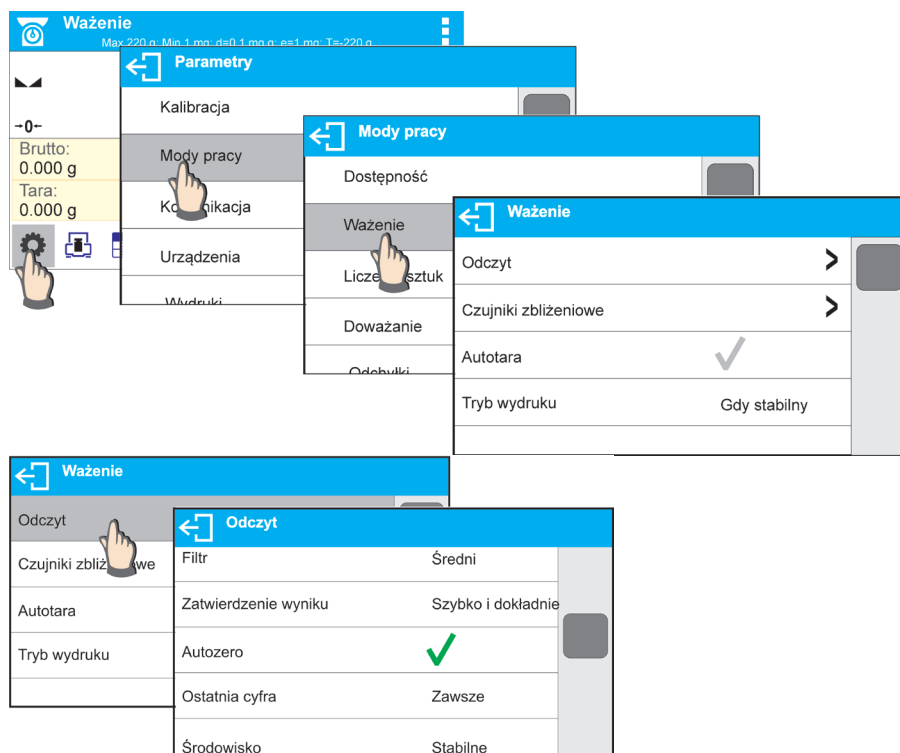 Ważenie
Max 220 g; Min 1 mg; d=0.1 mg g; e=1 mg; T=-220 g
→0←
Brutto:
0.000 g
Tara:
0.000 g
Parametry
Kalibracja
Mody pracy
Urządzenia
Wydruki
Mody pracy
Dostępność
Ważenie
sztuk
Doważanie
Odchyłki
Ważenie
Odczyt
Czujniki zbliżeniowe
Autotara
Tryb wydruku Gdy stabilny
Ważenie
Odczyt
Czujniki
Autotara
Tryb wydruku
Odczyt
Filtr Średni
Zatwierdzenie wyniku Szybko i dokładnie
Autozero
Ostatnia cyfra Zawsze
Środowisko Stabilne